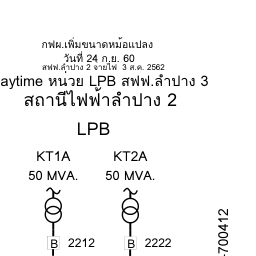 กฟผ.เพิ่มขนาดหม้อแปลง
วันที่ 24 ก.ย. 60
สฟฟ.ลำปาง 2 จ่ายไฟ 3 ส.ค. 2562
aytime หน่วย LPB สฟฟ.ลำปาง 3
สถานีไฟฟ้าลำปาง 2
LPB
KT1A KT2A
50 MVA. 50 MVA.
B 2212 B 2222
700412